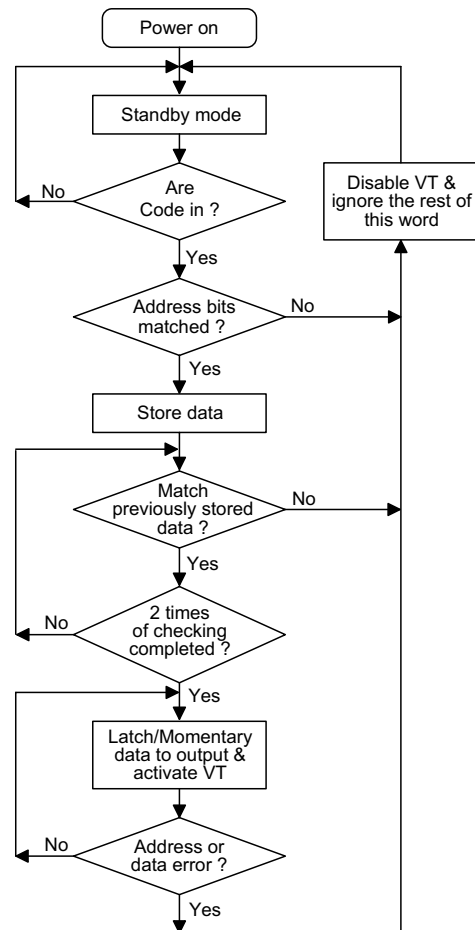 Power on
Standby mode
Are
Code in ?
No
Yes
Disable VT &
ignore the rest of
this word
Address bits
matched ?
No
Yes
Store data
Match
previously stored
data ?
No
Yes
2 times
of checking
completed ?
No
Yes
Latch/Momentary
data to output &
activate VT
Address or
data error ?
No
Yes